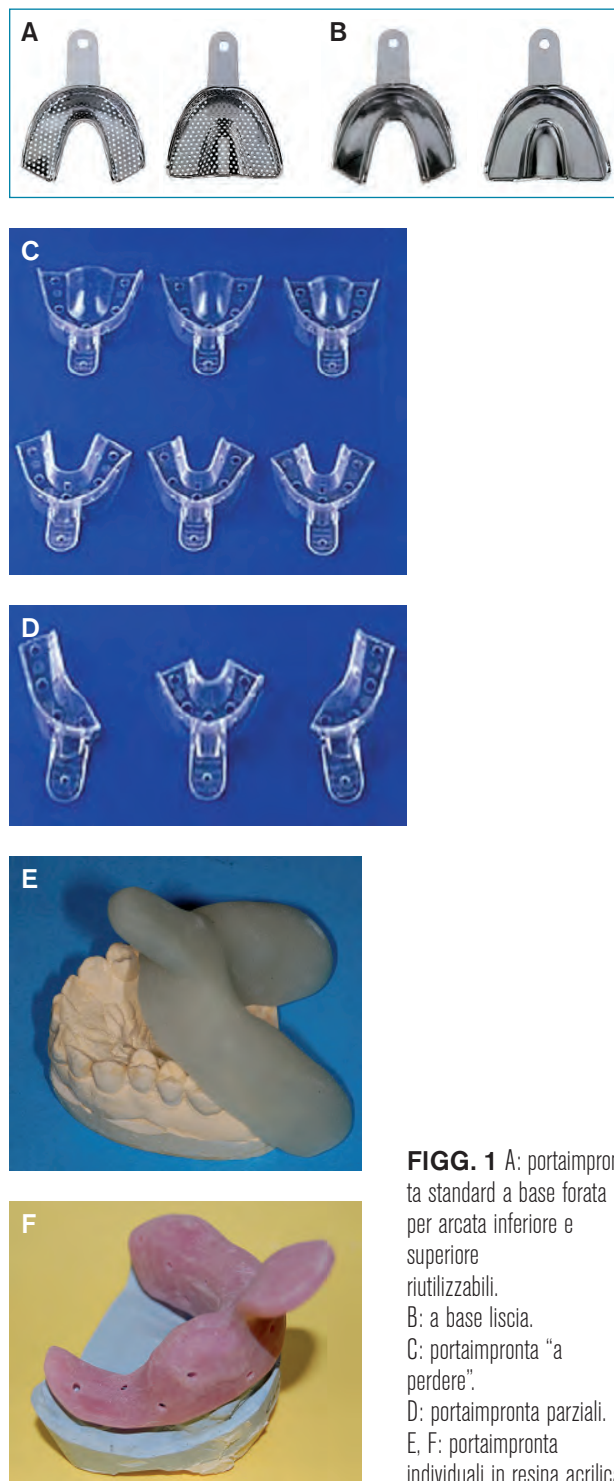 A
B
C
D
E
F
FIGG. 1 A: portaimpron
ta standard a base forata
per arcata inferiore e
superiore
riutilizzabili.
B: a base liscia.
C: portaimpronta “a
perdere”.
D: portaimpronta parziali.
E, F: portaimpronta
individuali in resina